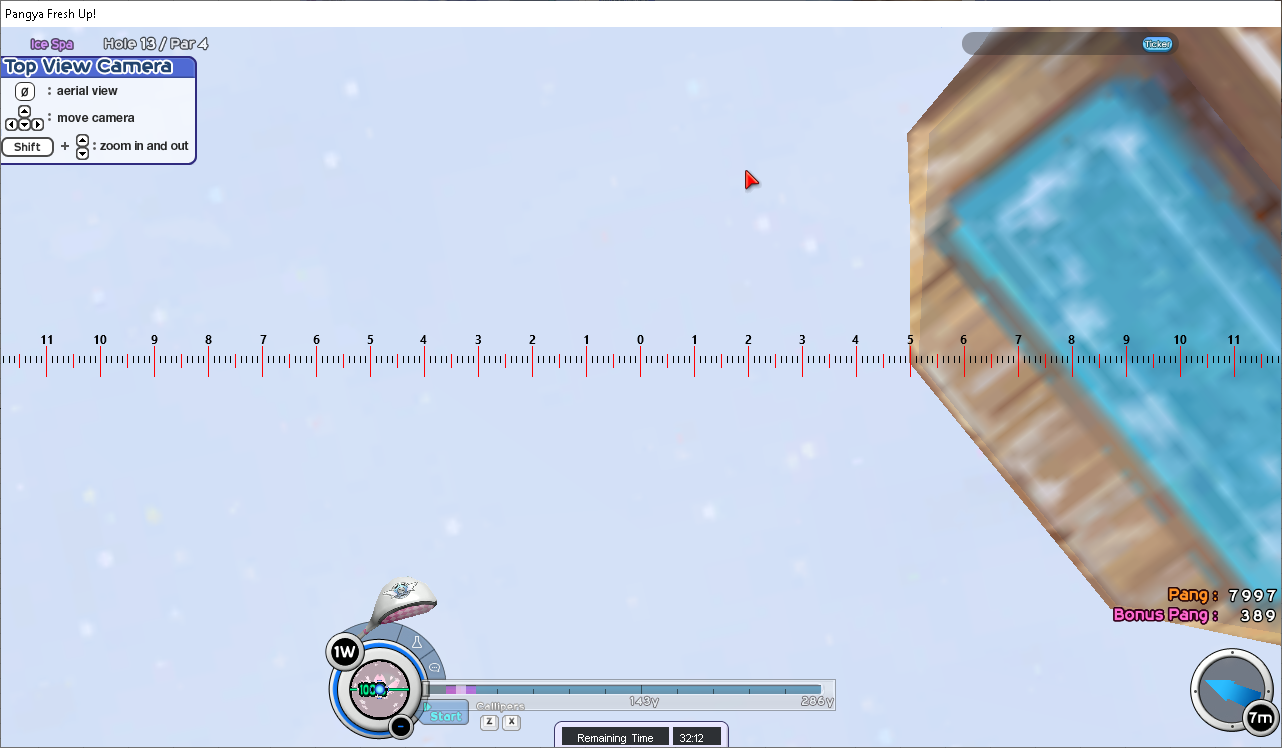 Pangya Fresh Up!
Ice Spa Hole 13 / Par 4
Ticker
Top View Camera
0 : aerial view
: move camera
Shift + : zoom in and out
11 10 9 8 7 6 5 4 3 2 1 0 1 2 3 4 5 6 7 8 9 10 11
Pang : 7997
Bonus Pang : 389
1W
100
143y 286y
Start
Callipers
Z X
7m
Remaining Time 32:12